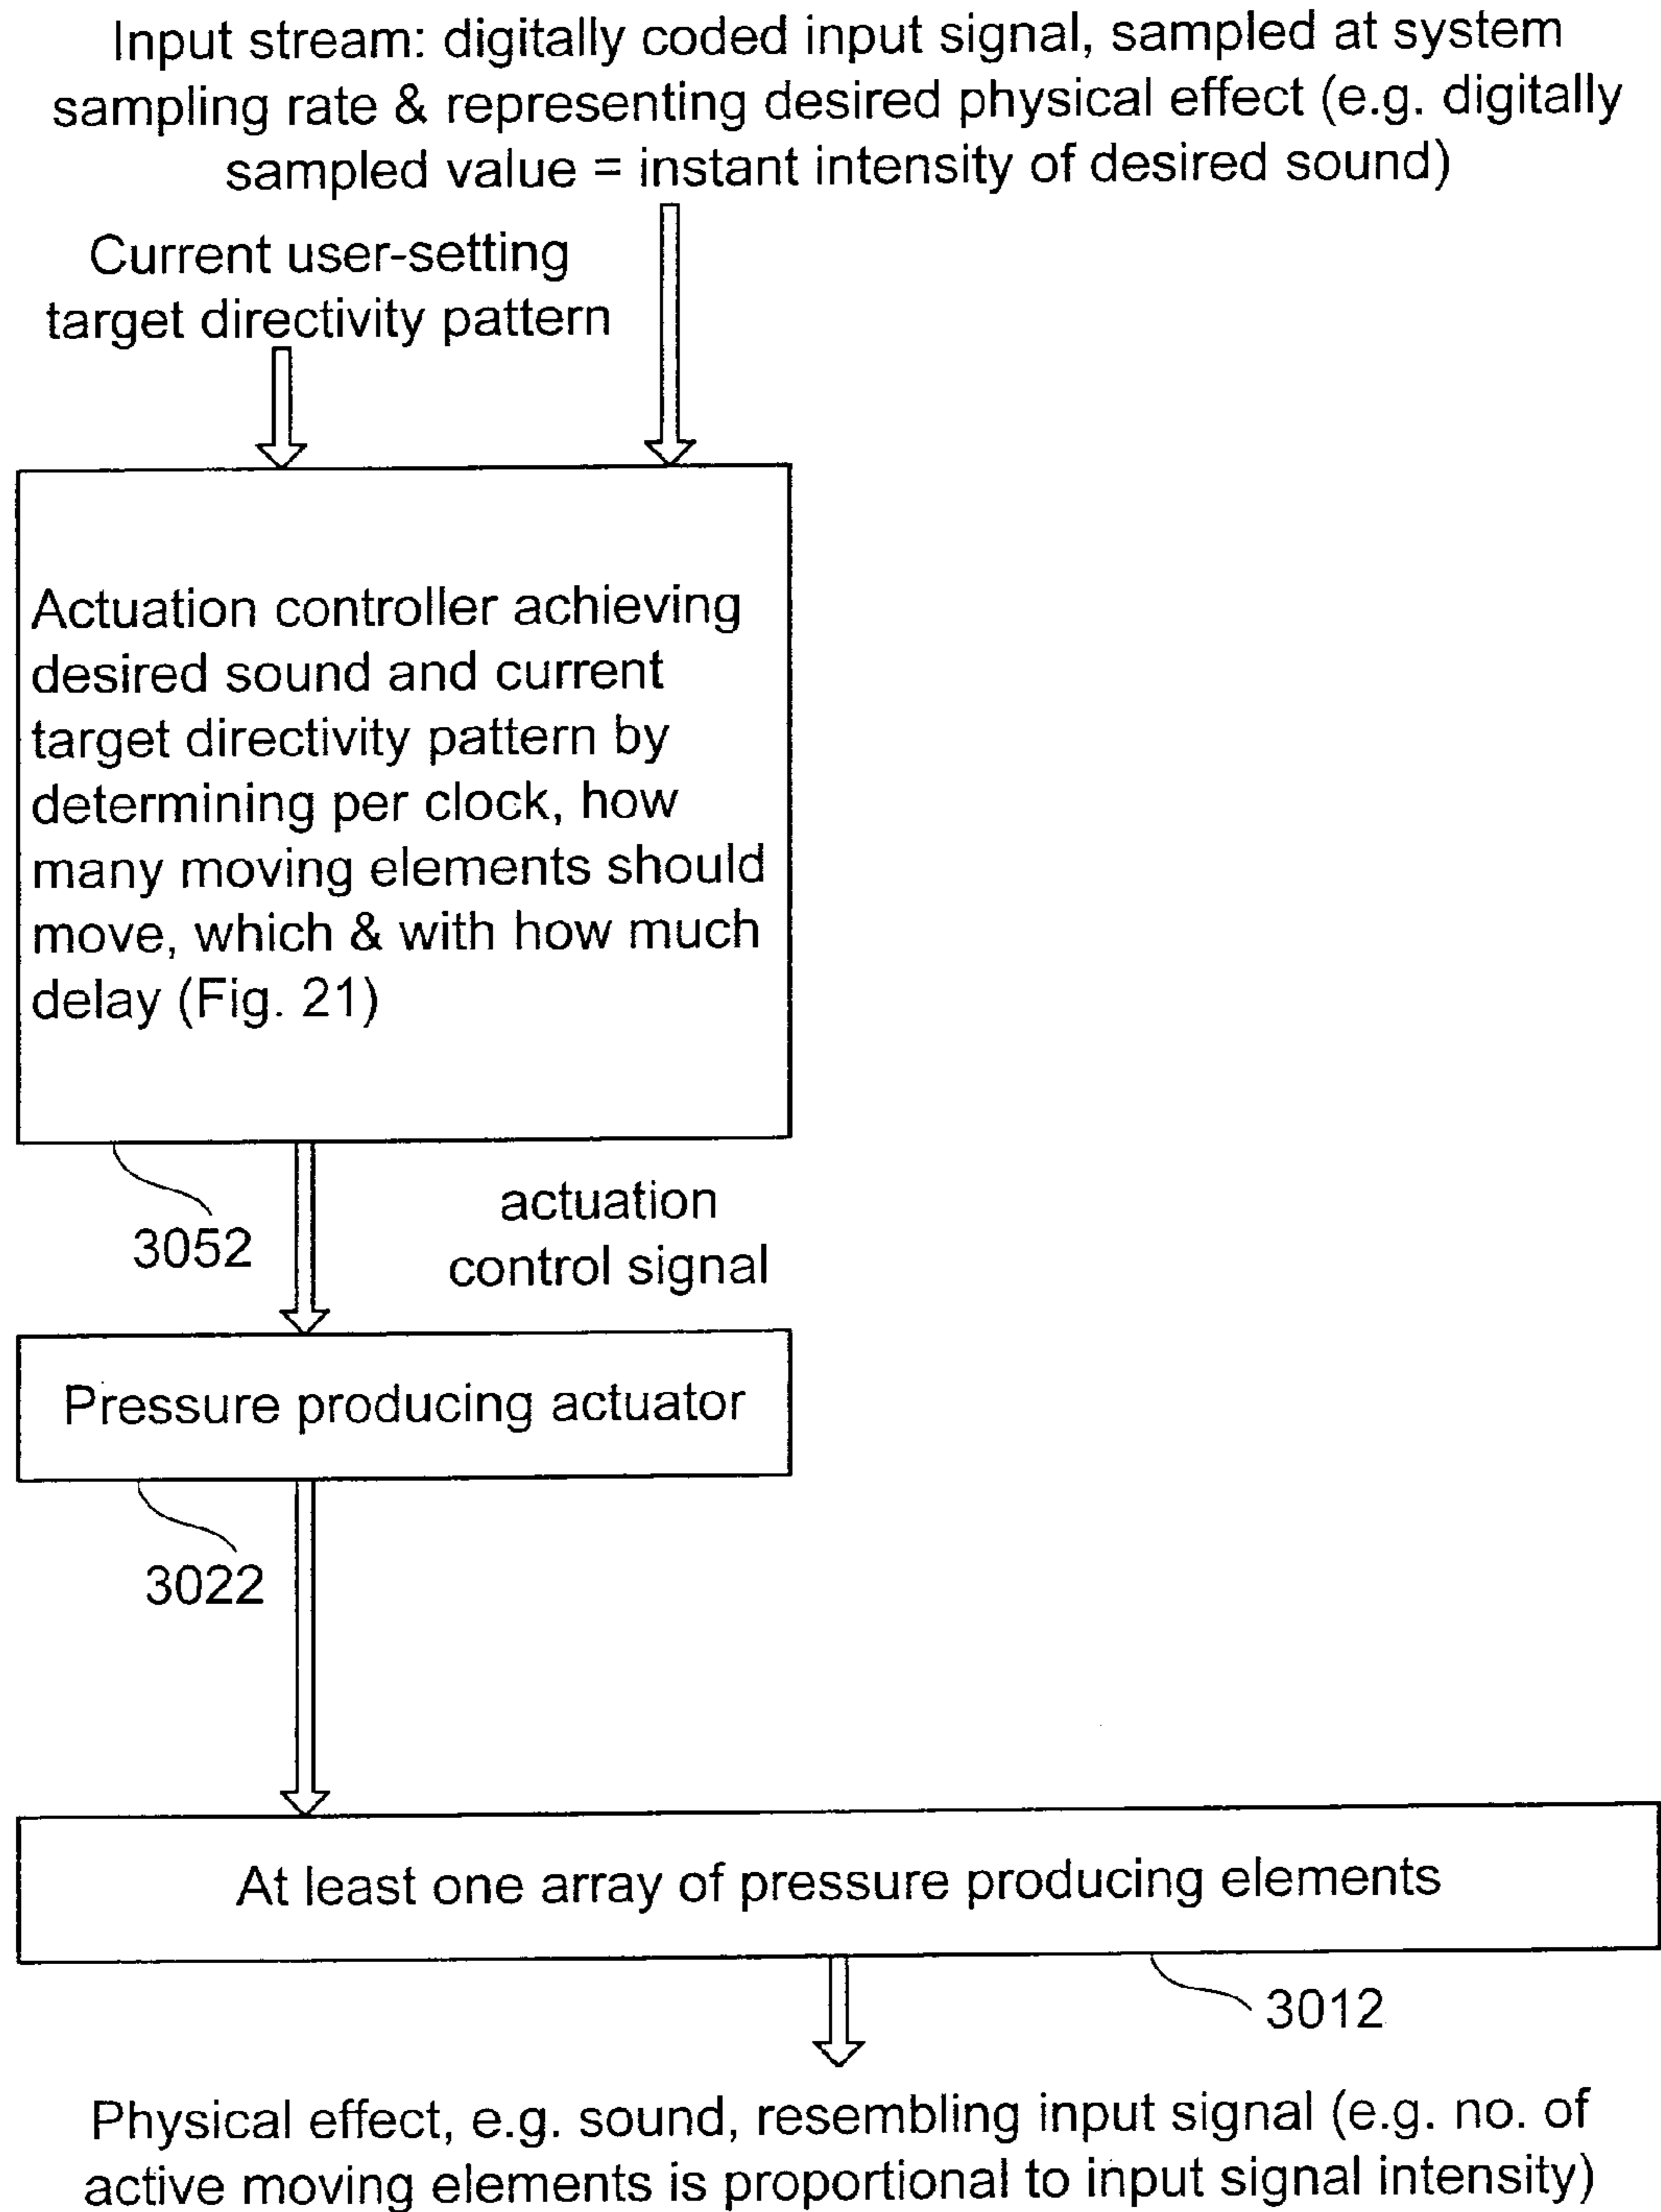 Input stream: digitally coded input signal, sampled at system
sampling rate & representing desired physical effect (e.g. digitally
sampled value = instant intensity of desired sound)
Current user-setting
target directivity pattern
Actuation controller achieving
desired sound and current
target directivity pattern by
determining per clock, how
many moving elements should
move, which & with how much
delay (Fig. 21)
3052
actuation
control signal
Pressure producing actuator
3022
At least one array of pressure producing elements
3012
Physical effect, e.g. sound, resembling input signal (e.g. no. of
active moving elements is proportional to input signal intensity)